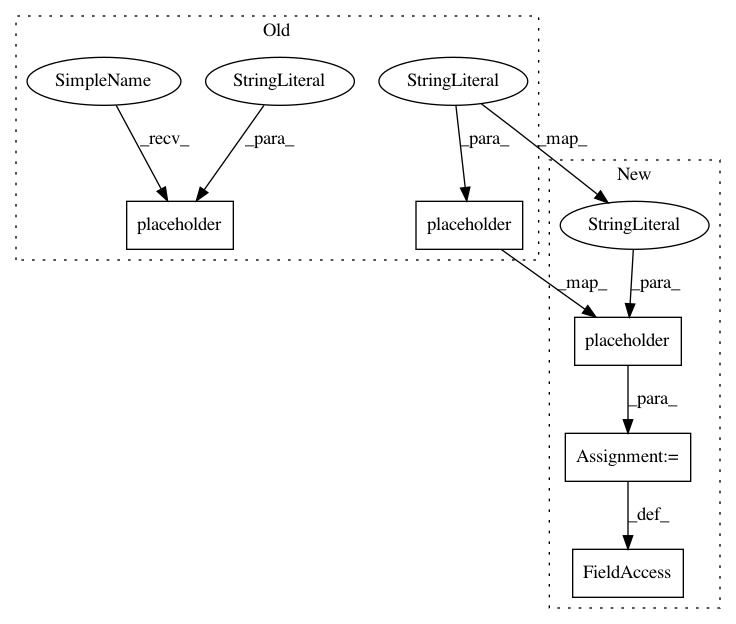 Old
SimpleName
StringLiteral
StringLiteral
_recv_
_para_
_para_
_map_
New
placeholder
placeholder
StringLiteral
_map_
_para_
placeholder
_para_
Assignment:=
_def_
FieldAccess